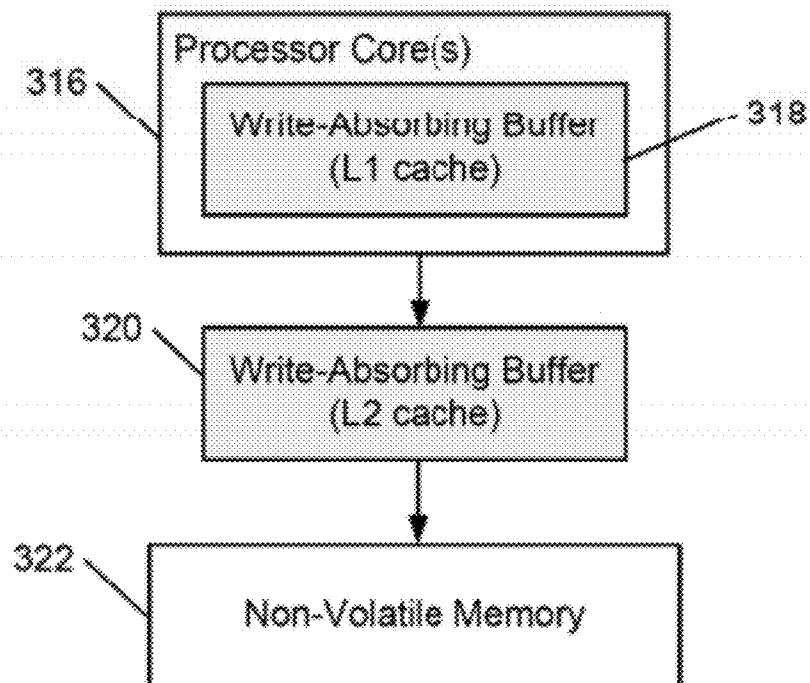 Processor Core(s)
316
Write-Absorbing Buffer
(L1 cache)
318
320
Write-Absorbing Buffer
(L2 cache)
322
Non-Volatile Memory